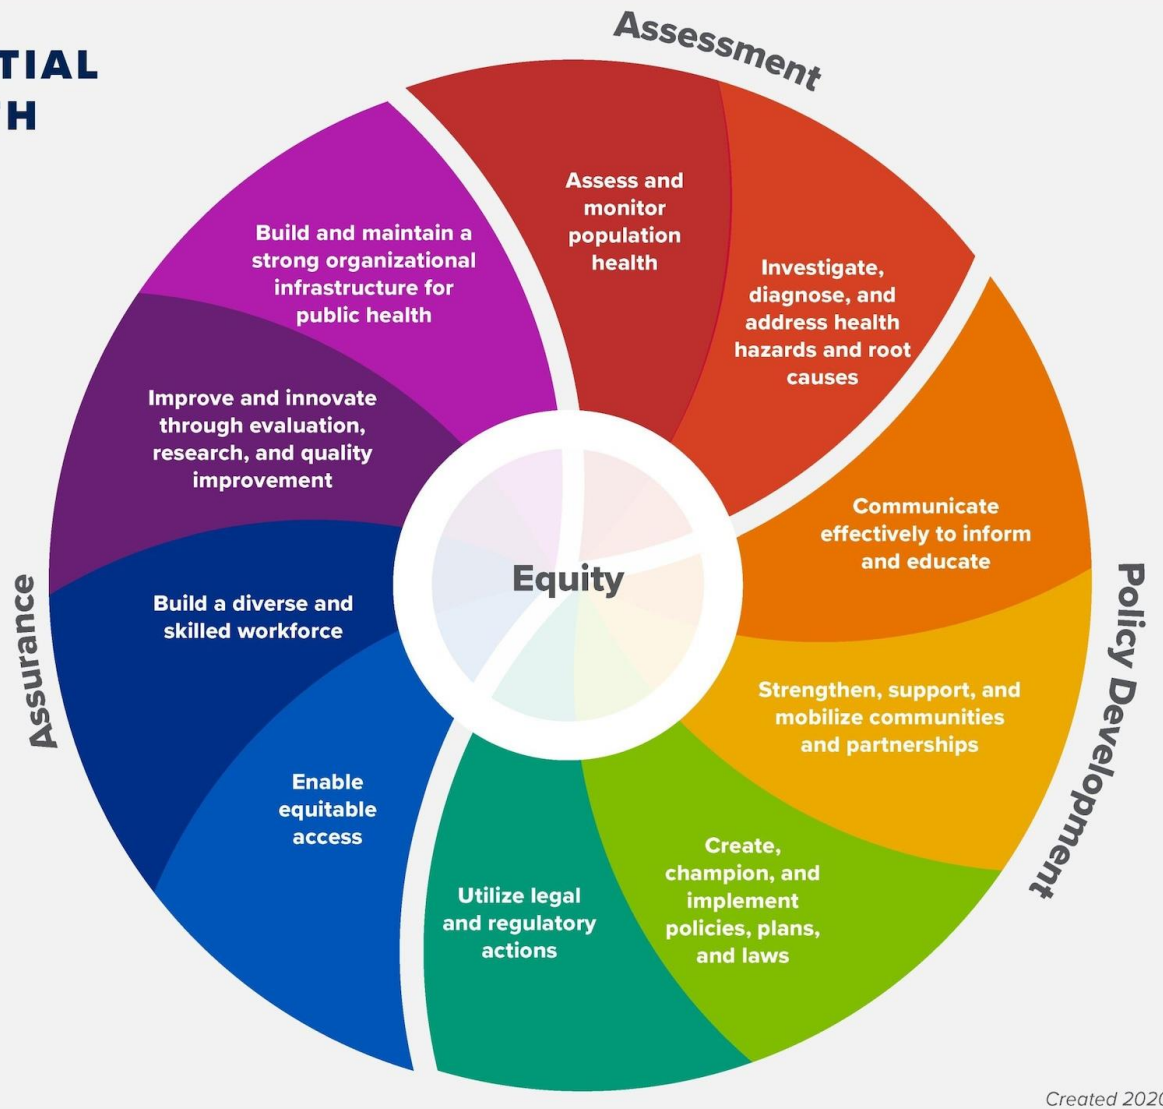 TIAL
TH
Assessment
Assess and
monitor
population
health
Investigate,
diagnose, and
address health
hazards and root
causes
Communicate
effectively to inform
and educate
Strengthen, support, and
mobilize communities
and partnerships
Create,
champion, and
implement
policies, plans,
and laws
Utilize legal
and regulatory
actions
Enable
equitable
access
Build a diverse and
skilled workforce
Improve and innovate
through evaluation,
research, and quality
improvement
Build and maintain a
strong organizational
infrastructure for
public health
Equity
Assurance
Policy Development
Created 2020